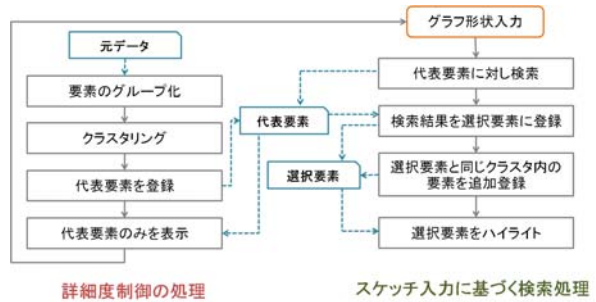 グラフ形状入力
元データ
代表要素に対し検索
要素のグループ化
代表要素
検索結果を選択要素に登録
クラスタリング
選択要素と同じクラスタ内の
要素を追加登録
選択要素
代表要素を登録
代表要素のみを表示
選択要素をハイライト
詳細度制御の処理
スケッチ入力に基づく検索処理